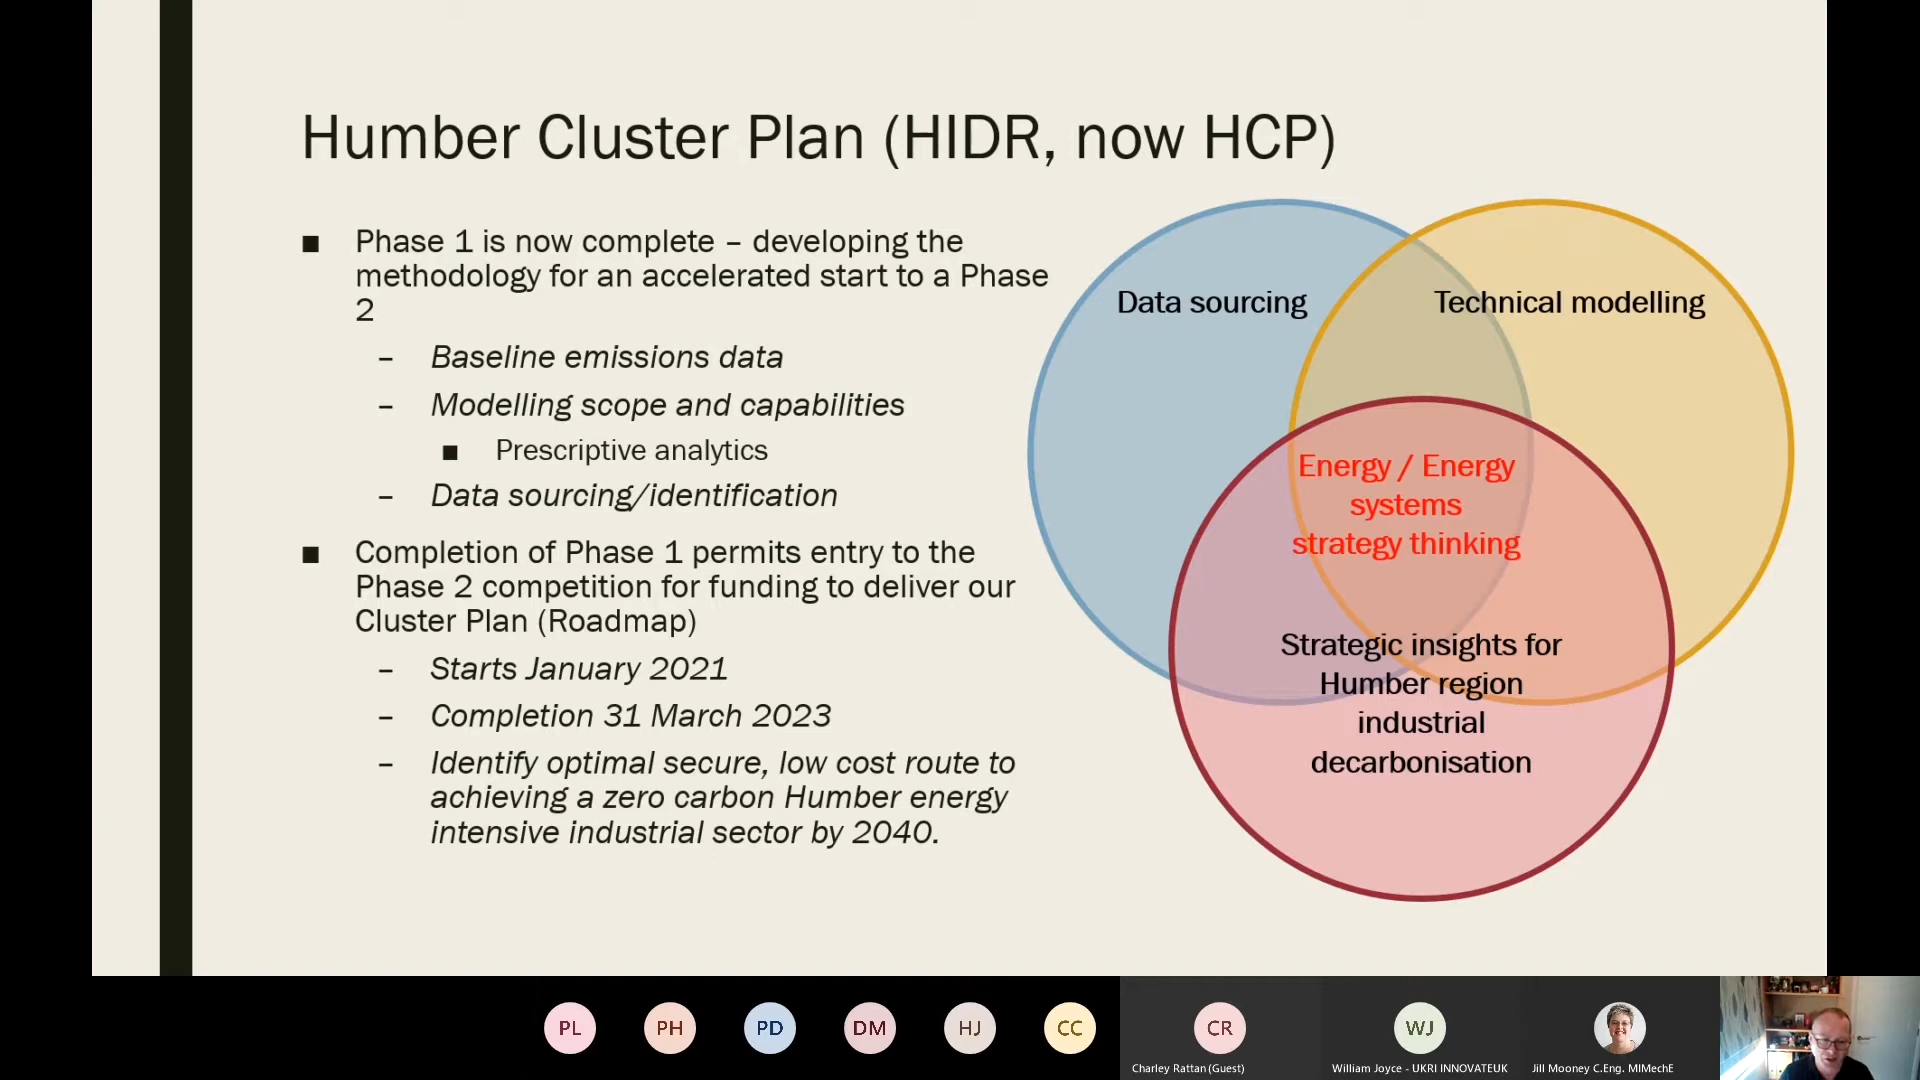 Humber Cluster Plan (HIDR, now HCP)
■ Phase 1 is now complete – developing the
methodology for an accelerated start to a Phase
2
– Baseline emissions data
– Modelling scope and capabilities
■ Prescriptive analytics
– Data sourcing/identification
■ Completion of Phase 1 permits entry to the
Phase 2 competition for funding to deliver our
Cluster Plan (Roadmap)
– Starts January 2021
– Completion 31 March 2023
– Identify optimal secure, low cost route to
achieving a zero carbon Humber energy
intensive industrial sector by 2040.
Data sourcing
Technical modelling
Energy / Energy
systems
strategy thinking
Strategic insights for
Humber region
industrial
decarbonisation
PL
PH
PD
DM
HJ
CC
CR
WJ
Charley Rattan (Guest)
William Joyce - UKRI INNOVATEUK
Jill Mooney C.Eng. MIMechE